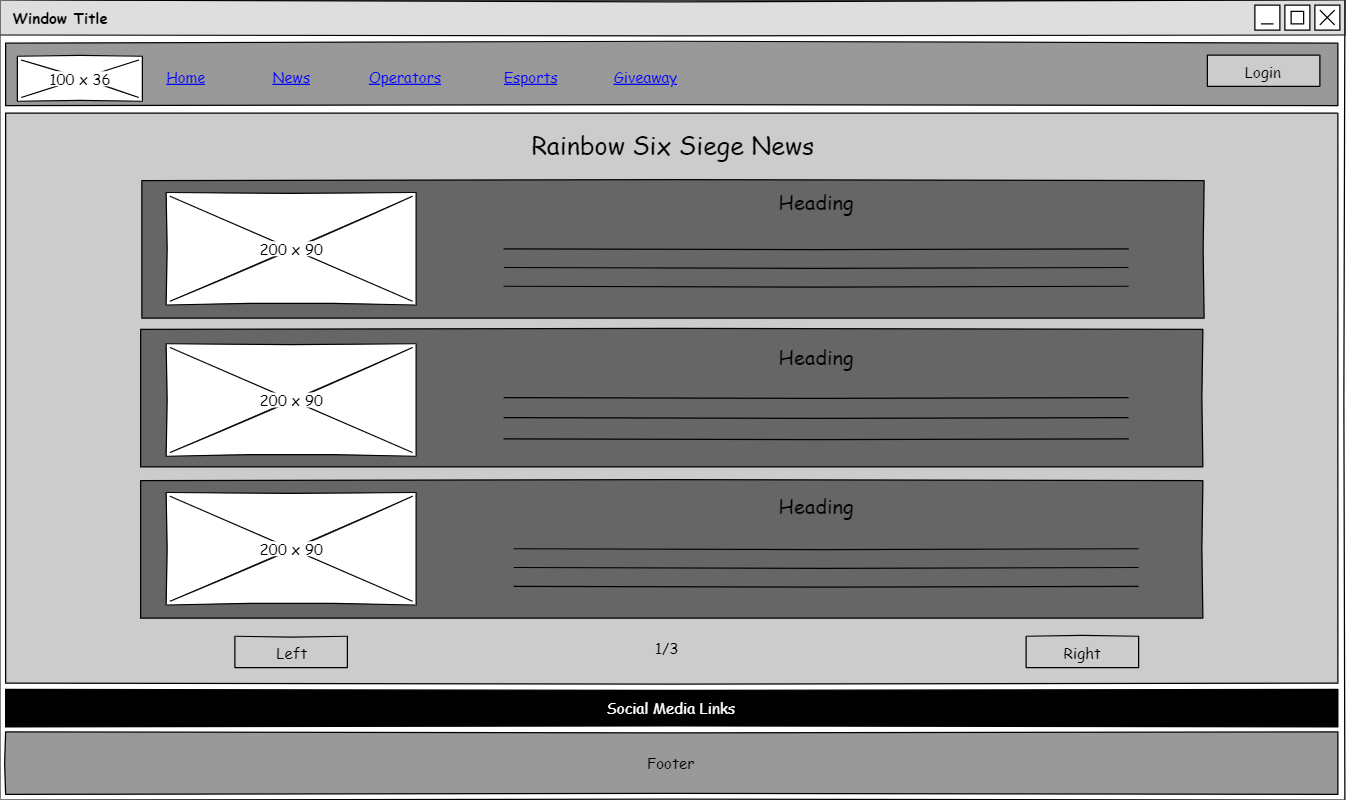 Window Title
100 x 36
Home News Operators Esports Giveaway
Login
Rainbow Six Siege News
Heading
200 x 90
Heading
200 x 90
Heading
200 x 90
Left
1/3
Right
Social Media Links
Footer